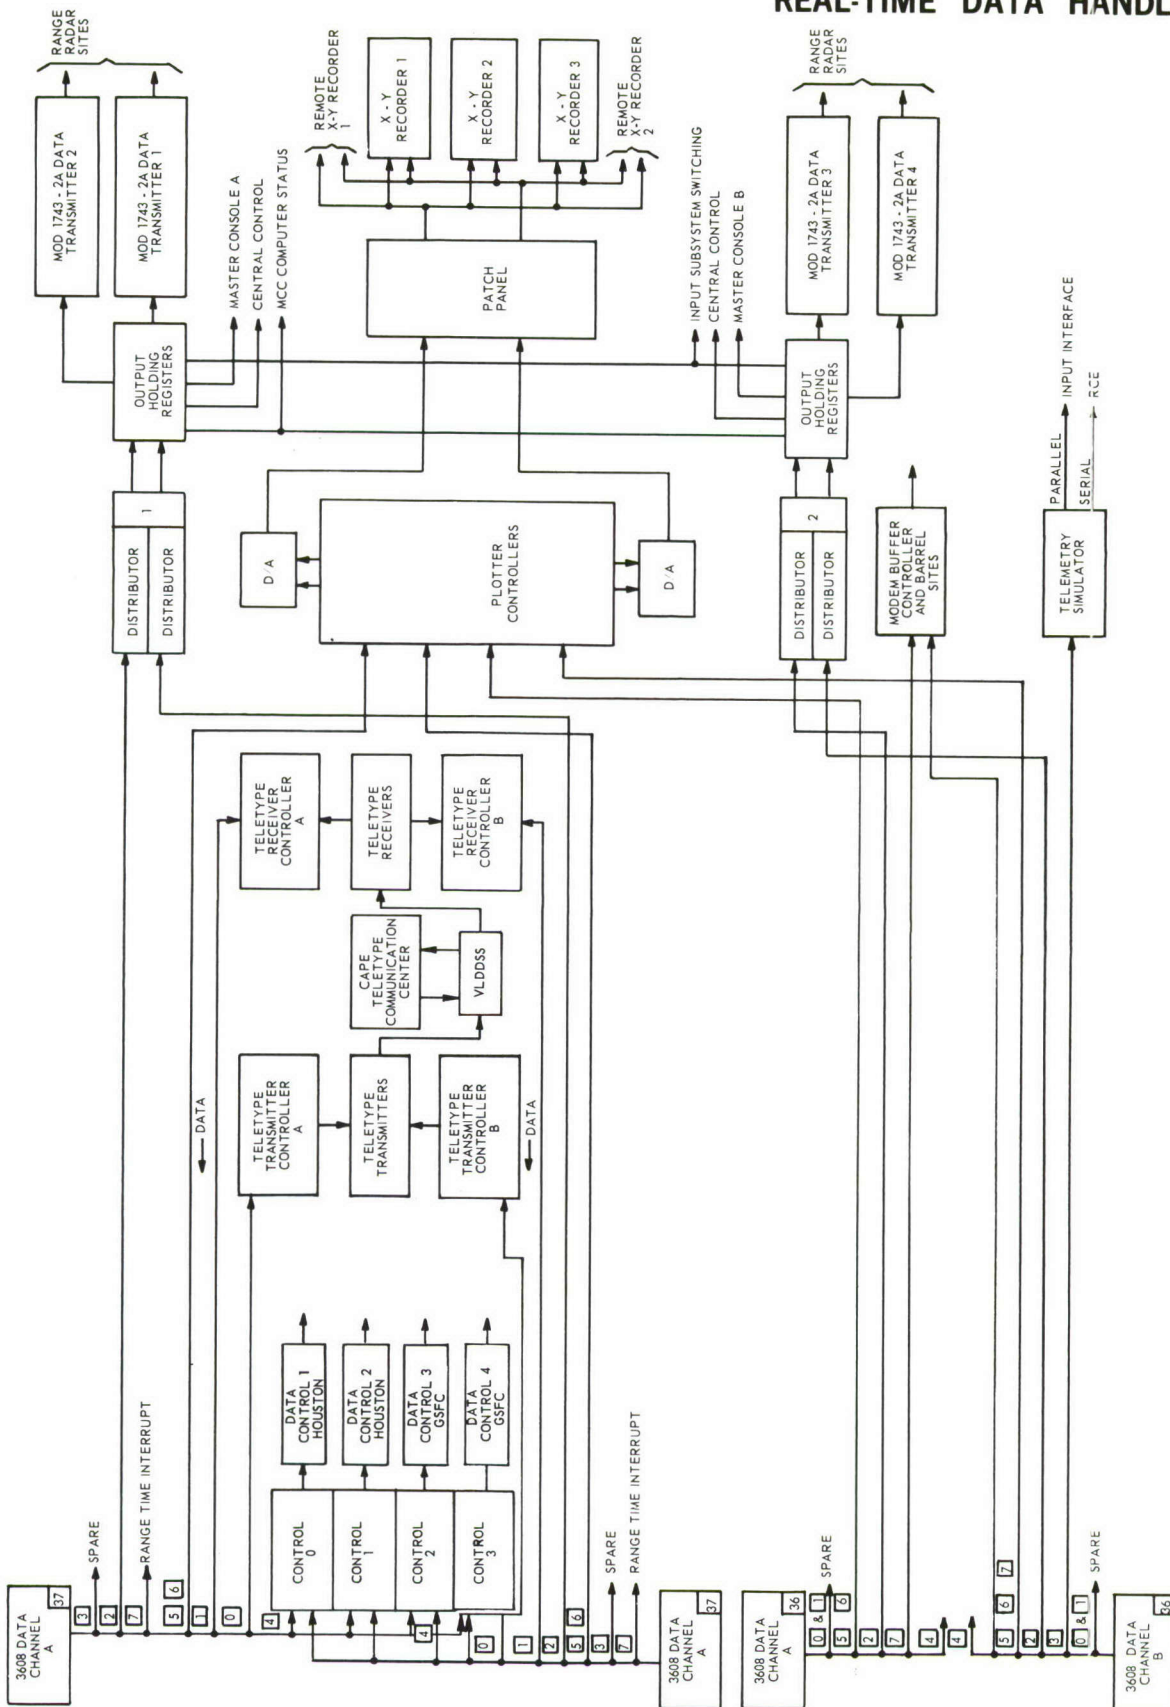 REAL-TIME DATA HANDL
RANGE
RADAR
SITES
MOD 1743 - 2A DATA
TRANSMITTER 2
MOD 1743 - 2A DATA
TRANSMITTER 1
OUTPUT
HOLDING
REGISTERS
MASTER CONSOLE A
CENTRAL CONTROL
MCC COMPUTER STATUS
DISTRIBUTOR
DISTRIBUTOR
1
REMOTE
X-Y RECORDER
1
X - Y
RECORDER 1
X - Y
RECORDER 2
X - Y
RECORDER 3
REMOTE
X-Y RECORDER
2
PATCH
PANEL
D/A
PLOTTER
CONTROLLERS
D/A
INPUT SUBSYSTEM SWITCHING
CENTRAL CONTROL
MASTER CONSOLE B
RANGE
RADAR
SITES
MOD 1743 - 2A DATA
TRANSMITTER 3
MOD 1743 - 2A DATA
TRANSMITTER 4
OUTPUT
HOLDING
REGISTERS
DISTRIBUTOR
DISTRIBUTOR
2
MODEM BUFFER
CONTROLLER
AND BARREL
SITES
PARALLEL
INPUT INTERFACE
SERIAL
RCE
TELEMETRY
SIMULATOR
TELETYPE
RECEIVER
CONTROLLER
A
TELETYPE
RECEIVERS
TELETYPE
RECEIVER
CONTROLLER
B
CAPE
TELETYPE
COMMUNICATION
CENTER
VLDDSS
DATA
TELETYPE
TRANSMITTER
CONTROLLER
A
TELETYPE
TRANSMITTERS
TELETYPE
TRANSMITTER
CONTROLLER
B
DATA
DATA
CONTROL 1
HOUSTON
DATA
CONTROL 2
HOUSTON
DATA
CONTROL 3
GSFC
DATA
CONTROL 4
GSFC
CONTROL
0
CONTROL
1
CONTROL
2
CONTROL
3
3608 DATA
CHANNEL
A
37
3
SPARE
2
7
RANGE TIME INTERRUPT
5 6
1
0
4
4
0
1
2
5 6
3
SPARE
7
RANGE TIME INTERRUPT
3608 DATA
CHANNEL
A
37
3608 DATA
CHANNEL
A
36
0 & 1
SPARE
5 6
2
7
4
4
5 6 7
2
3
0 & 1
SPARE
3608 DATA
CHANNEL
B
36